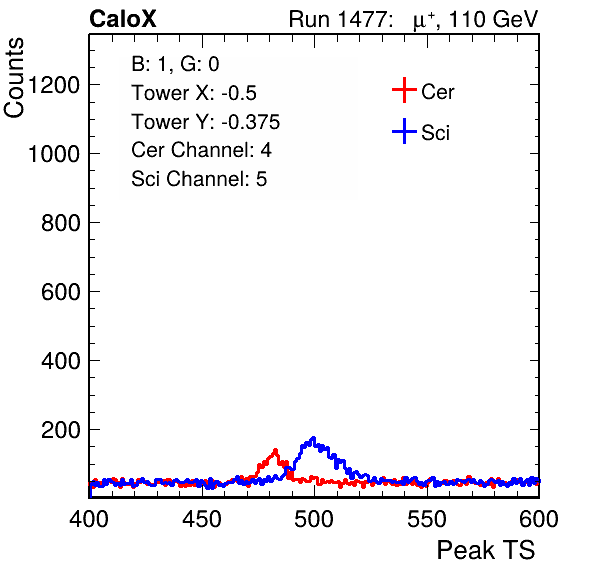 CaloX Run 1477: μ+, 110 GeV
Counts
B: 1, G: 0
Tower X: -0.5
Tower Y: -0.375
Cer Channel: 4
Sci Channel: 5
Cer
Sci
1200
1000
800
600
400
200
400 450 500 550 600
Peak TS